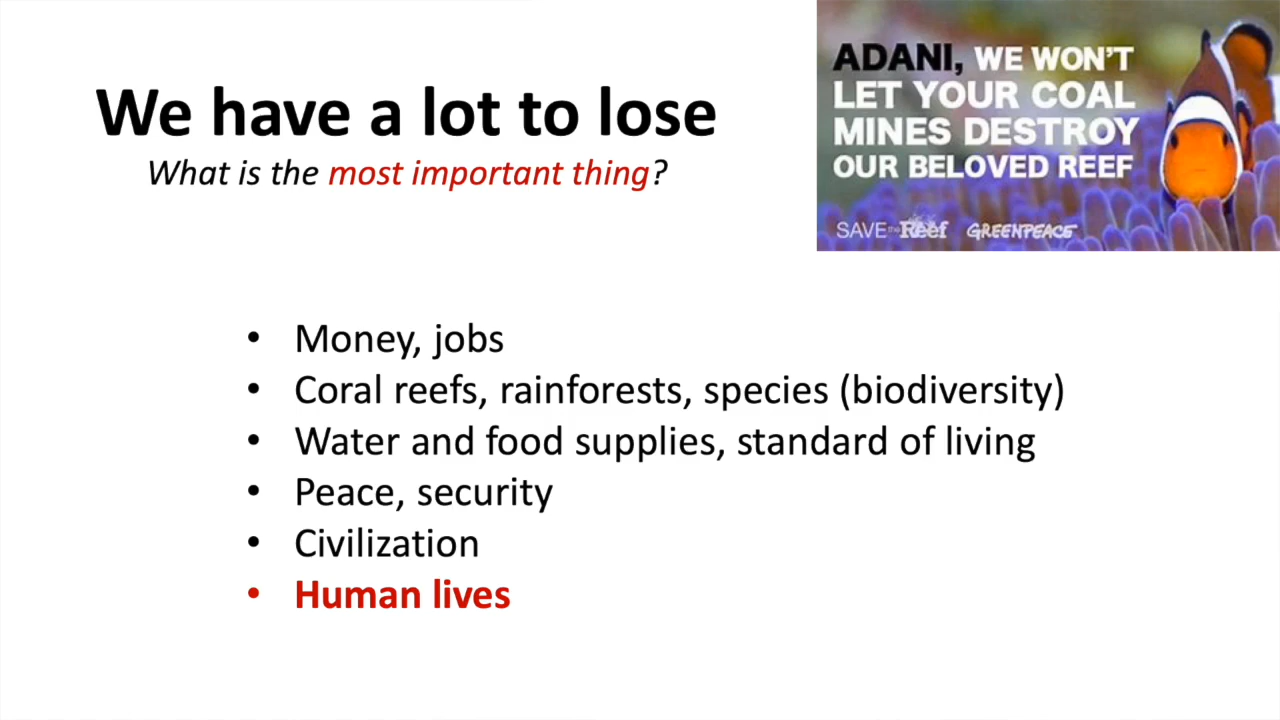 We have a lot to lose
What is the most important thing?
ADANI, WE WON'T
LET YOUR COAL
MINES DESTROY
OUR BELOVED REEF
SAVE the Reef GREENPEACE
• Money, jobs
• Coral reefs, rainforests, species (biodiversity)
• Water and food supplies, standard of living
• Peace, security
• Civilization
• Human lives